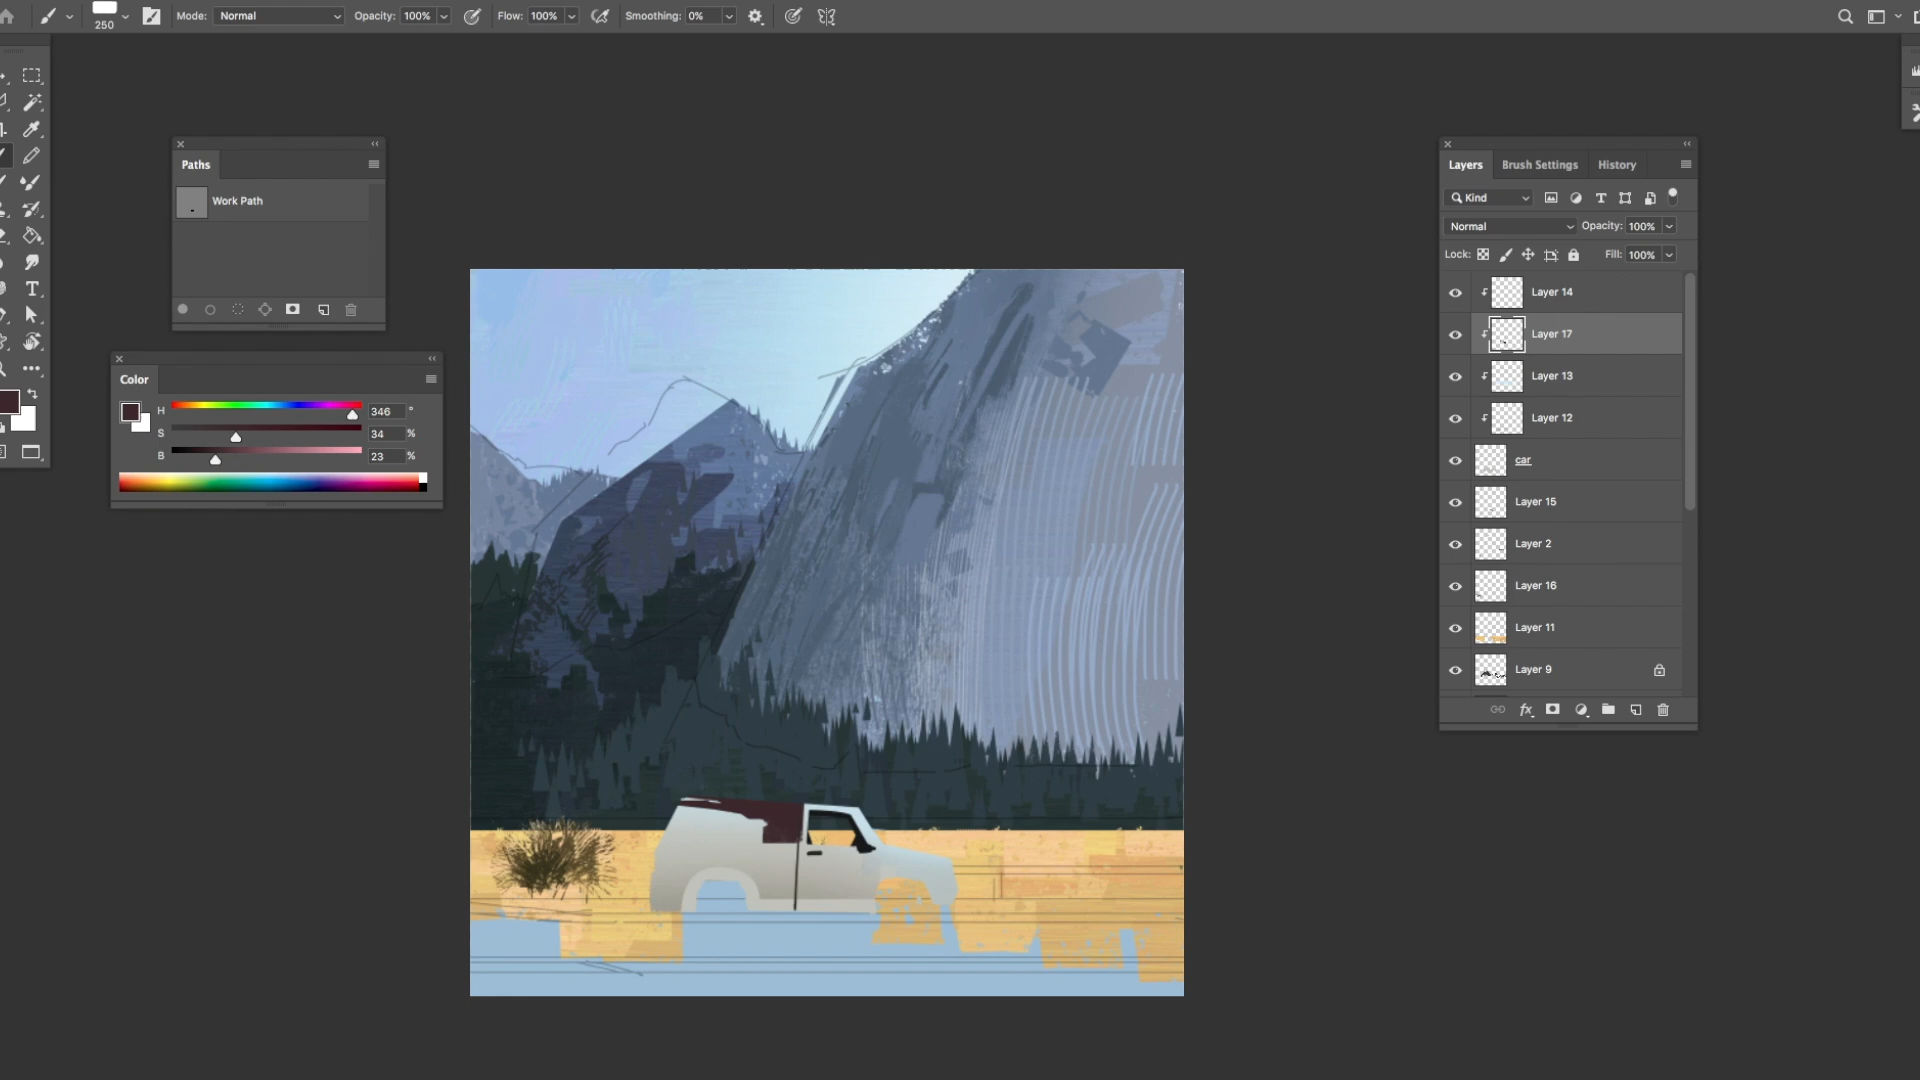 250
Mode: Normal Opacity: 100% Flow: 100% Smoothing: 0%
Paths
Work Path
Color
H 346 °
S 34 %
B 23 %
Layers Brush Settings History
Kind
Normal Opacity: 100%
Lock: Fill: 100%
Layer 14
Layer 17
Layer 13
Layer 12
car
Layer 15
Layer 2
Layer 16
Layer 11
Layer 9
fx